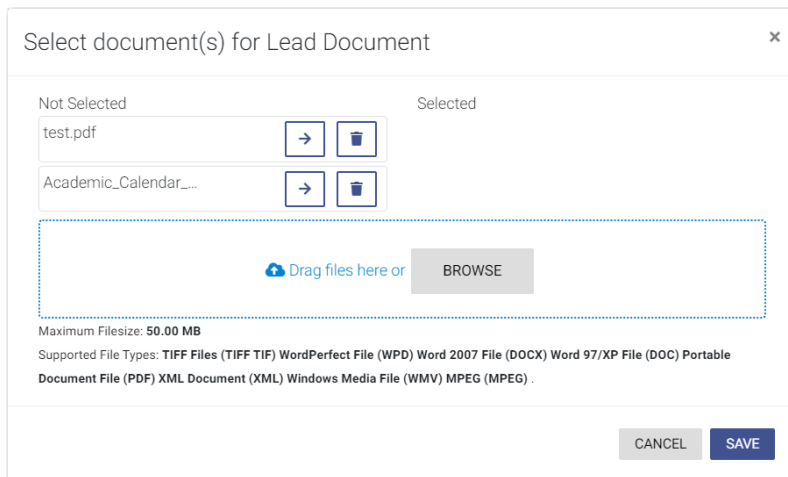 Select document(s) for Lead Document ×
Not Selected Selected
test.pdf
Academic_Calendar_...
Drag files here or BROWSE
Maximum Filesize: 50.00 MB
Supported File Types: TIFF Files (TIFF TIF) WordPerfect File (WPD) Word 2007 File (DOCX) Word 97/XP File (DOC) Portable
Document File (PDF) XML Document (XML) Windows Media File (WMV) MPEG (MPEG) .
CANCEL SAVE